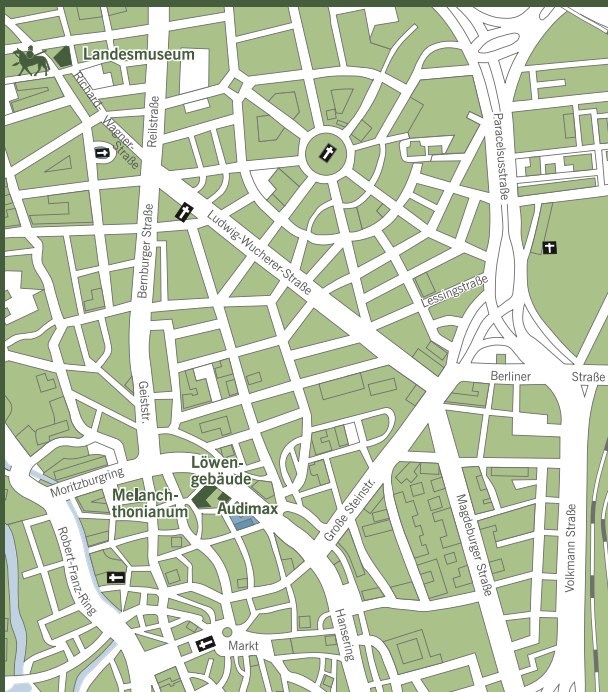 Landesmuseum
Richard-
Wagner-
Straße
Reilstraße
Paracelsusstraße
Bernburger Straße
Ludwig-Wucherer-Straße
Lessingstraße
Berliner
Straße
Geiststr.
Löwen-
gebäude
Moritzburgring
Melanch-
thonianum
Audimax
Große Steinstr.
Magdeburger Straße
Volkmann Straße
Robert-Franz-Ring
Hansering
Markt